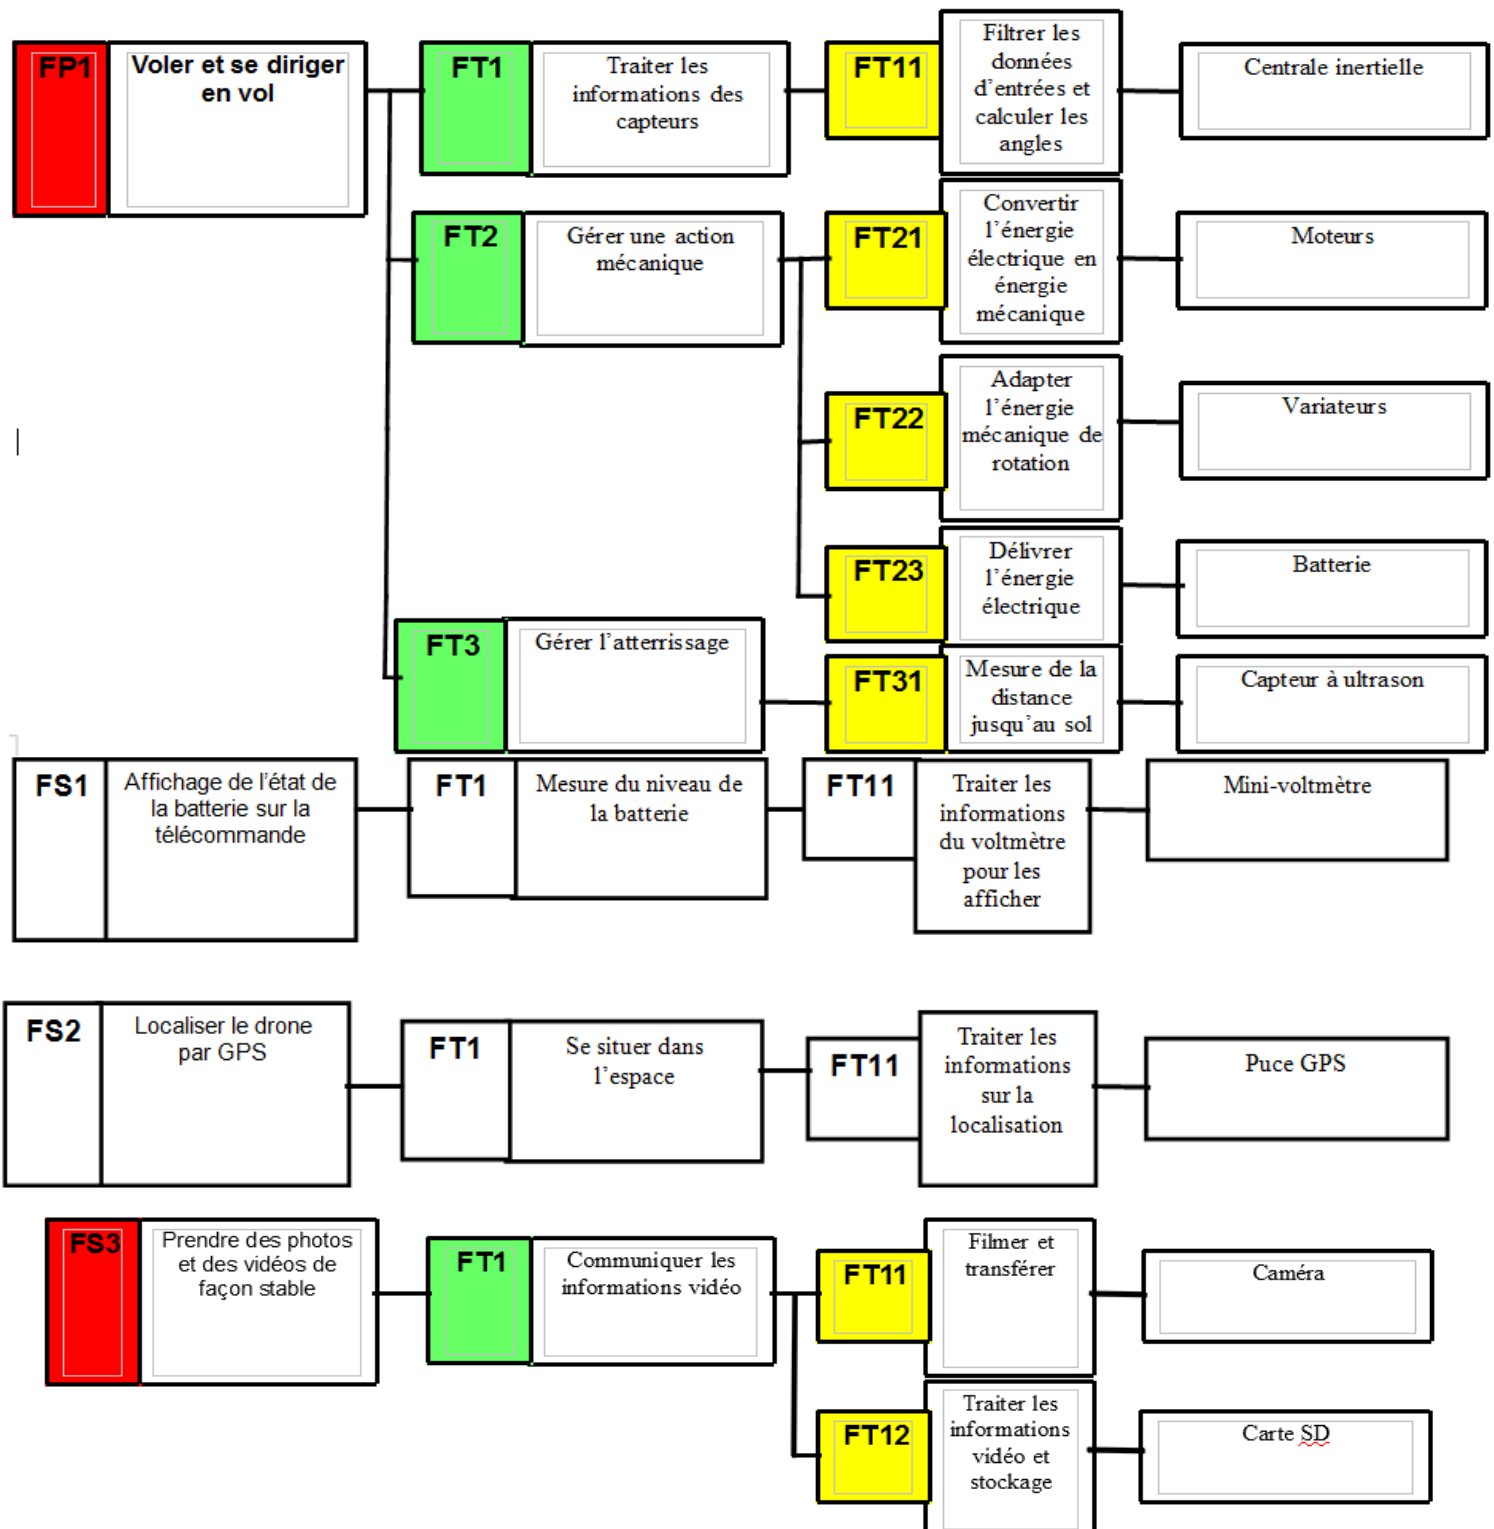 FP1
Voler et se diriger
en vol
FT1
Traiter les
informations des
capteurs
FT11
Filtrer les
données
d'entrées et
calculer les
angles
Centrale inertielle
FT2
Gérer une action
mécanique
FT21
Convertir
l'énergie
électrique en
énergie
mécanique
Moteurs
FT22
Adapter
l'énergie
mécanique de
rotation
Variateurs
FT23
Délivrer
l'énergie
électrique
Batterie
FT3
Gérer l'atterrissage
FT31
Mesure de la
distance
jusqu'au sol
Capteur à ultrason
FS1
Affichage de l'état de
la batterie sur la
télécommande
FT1
Mesure du niveau de
la batterie
FT11
Traiter les
informations
du voltmètre
pour les
afficher
Mini-voltmètre
FS2
Localiser le drone
par GPS
FT1
Se situer dans
l'espace
FT11
Traiter les
informations
sur la
localisation
Puce GPS
FS3
Prendre des photos
et des vidéos de
façon stable
FT1
Communiquer les
informations vidéo
FT11
Filmer et
transférer
Caméra
FT12
Traiter les
informations
vidéo et
stockage
Carte SD